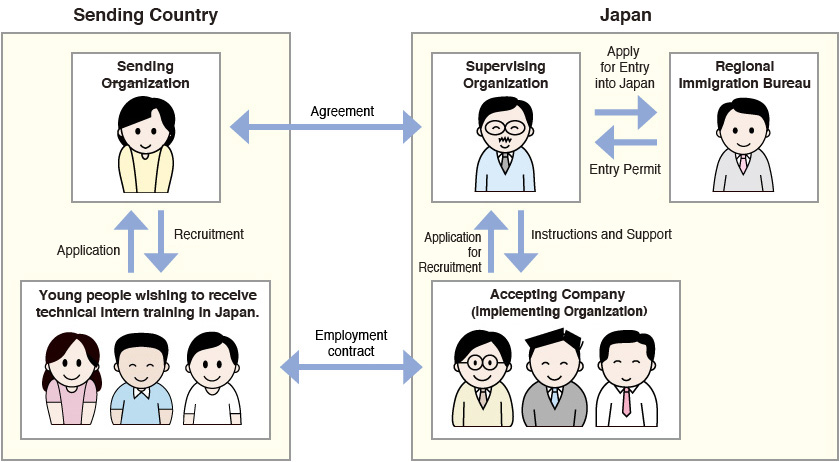 Sending Country
Japan
Sending
Organization
Agreement
Supervising
Organization
Apply
for Entry
into Japan
Entry Permit
Regional
Immigration Bureau
Application
Recruitment
Application
for
Recruitment
Instructions and Support
Young people wishing to receive
technical intern training in Japan.
Employment
contract
Accepting Company
(Implementing Organization)